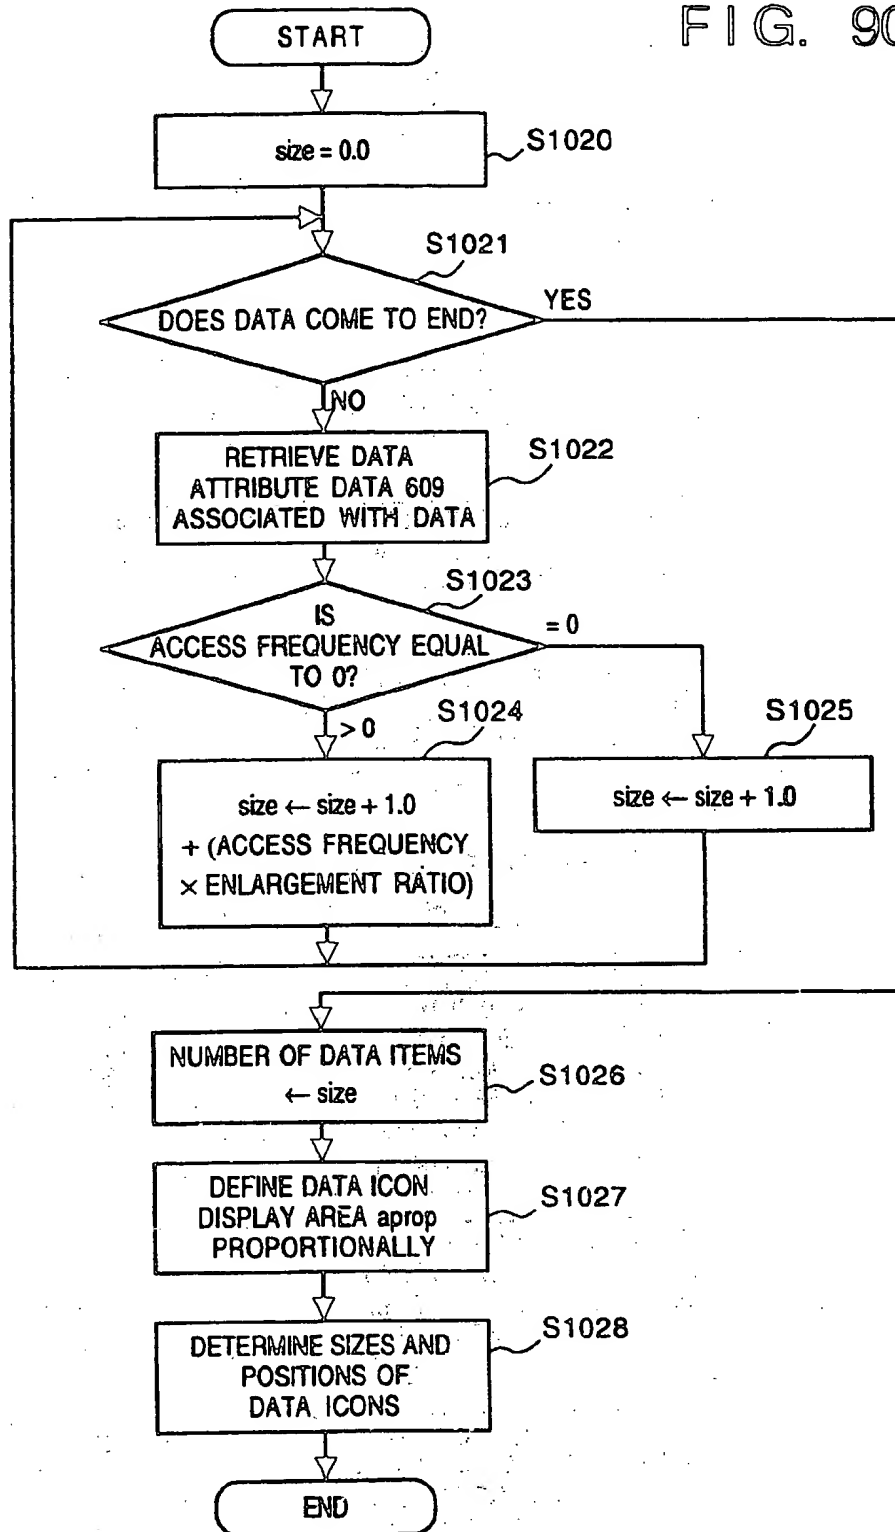 FIG. 90
START
size = 0.0
S1020
S1021
DOES DATA COME TO END?
YES
NO
RETRIEVE DATA
ATTRIBUTE DATA 609
ASSOCIATED WITH DATA
S1022
S1023
IS
ACCESS FREQUENCY EQUAL
TO 0?
= 0
> 0
S1024
size ← size + 1.0
+ (ACCESS FREQUENCY
× ENLARGEMENT RATIO)
S1025
size ← size + 1.0
NUMBER OF DATA ITEMS
← size
S1026
DEFINE DATA ICON
DISPLAY AREA aprop
PROPORTIONALLY
S1027
DETERMINE SIZES AND
POSITIONS OF
DATA ICONS
S1028
END